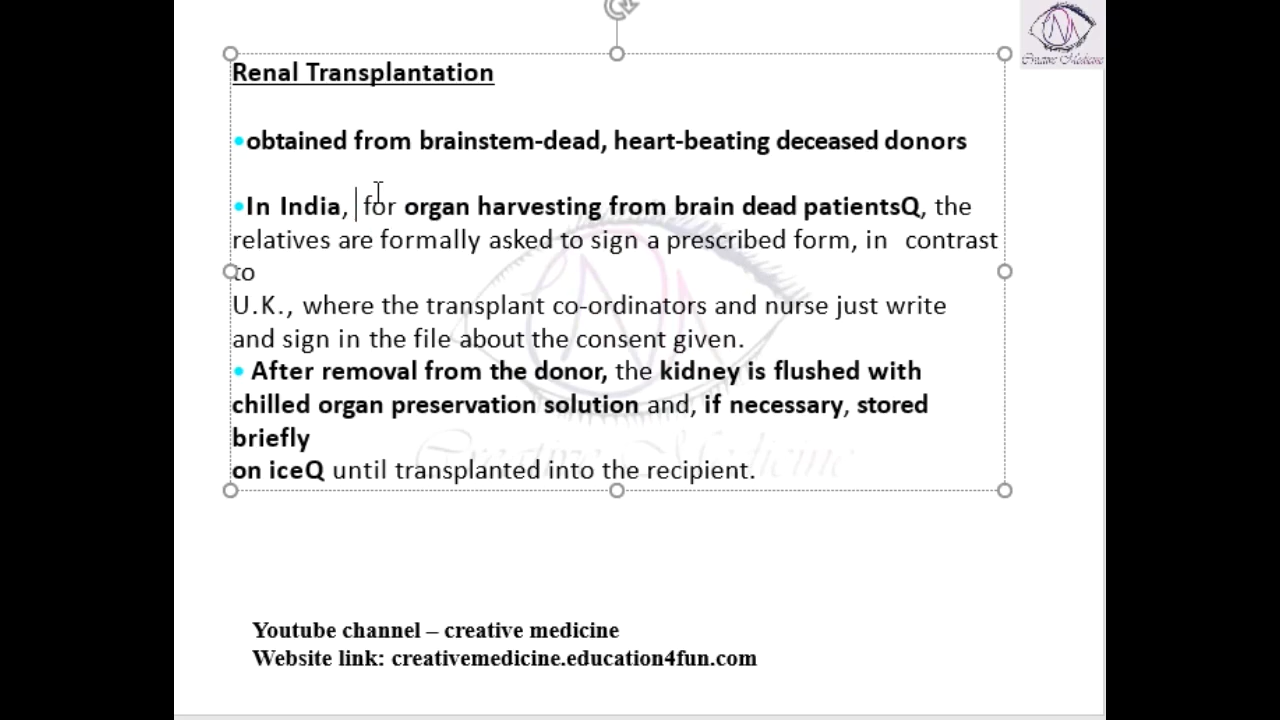 Creative Medicine
Renal Transplantation
•obtained from brainstem-dead, heart-beating deceased donors
•In India, for organ harvesting from brain dead patientsQ, the
relatives are formally asked to sign a prescribed form, in contrast
to
U.K., where the transplant co-ordinators and nurse just write
and sign in the file about the consent given.
• After removal from the donor, the kidney is flushed with
chilled organ preservation solution and, if necessary, stored
briefly
on iceQ until transplanted into the recipient.
Creative Medicine
Youtube channel – creative medicine
Website link: creativemedicine.education4fun.com